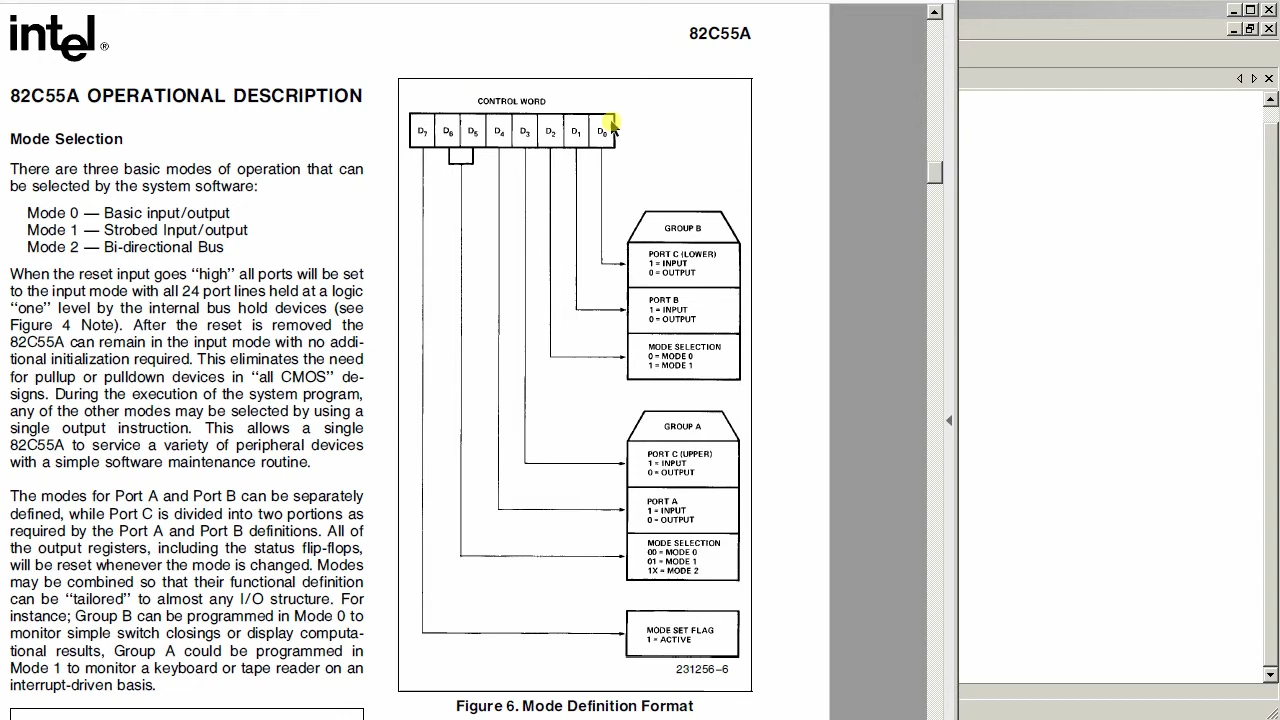 intel®
82C55A
82C55A OPERATIONAL DESCRIPTION
Mode Selection
There are three basic modes of operation that can
be selected by the system software:
Mode 0 — Basic input/output
Mode 1 — Strobed Input/output
Mode 2 — Bi-directional Bus
When the reset input goes ‘‘high’’ all ports will be set
to the input mode with all 24 port lines held at a logic
‘‘one’’ level by the internal bus hold devices (see
Figure 4 Note). After the reset is removed the
82C55A can remain in the input mode with no addi-
tional initialization required. This eliminates the need
for pullup or pulldown devices in ‘‘all CMOS’’ de-
signs. During the execution of the system program,
any of the other modes may be selected by using a
single output instruction. This allows a single
82C55A to service a variety of peripheral devices
with a simple software maintenance routine.
The modes for Port A and Port B can be separately
defined, while Port C is divided into two portions as
required by the Port A and Port B definitions. All of
the output registers, including the status flip-flops,
will be reset whenever the mode is changed. Modes
may be combined so that their functional definition
can be ‘‘tailored’’ to almost any I/O structure. For
instance; Group B can be programmed in Mode 0 to
monitor simple switch closings or display computa-
tional results, Group A could be programmed in
Mode 1 to monitor a keyboard or tape reader on an
interrupt-driven basis.
CONTROL WORD
D7 D6 D5 D4 D3 D2 D1 D0
GROUP B
PORT C (LOWER)
1 = INPUT
0 = OUTPUT
PORT B
1 = INPUT
0 = OUTPUT
MODE SELECTION
0 = MODE 0
1 = MODE 1
GROUP A
PORT C (UPPER)
1 = INPUT
0 = OUTPUT
PORT A
1 = INPUT
0 = OUTPUT
MODE SELECTION
00 = MODE 0
01 = MODE 1
1X = MODE 2
MODE SET FLAG
1 = ACTIVE
231256–6
Figure 6. Mode Definition Format